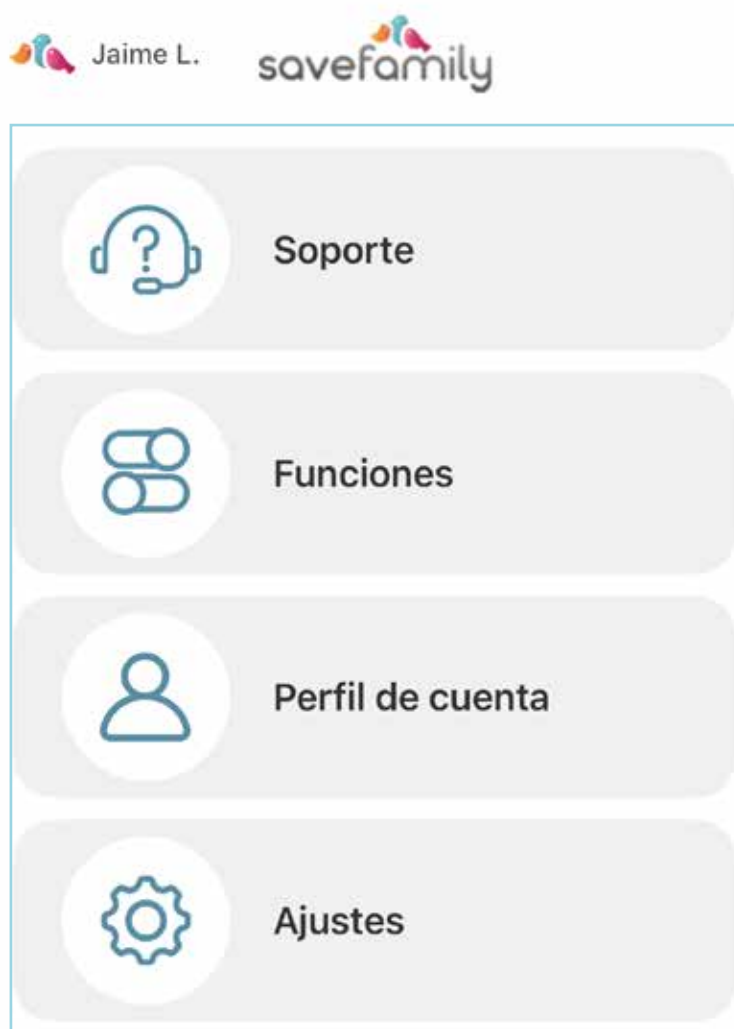 Jaime L.
savefamily
Soporte
Funciones
Perfil de cuenta
Ajustes